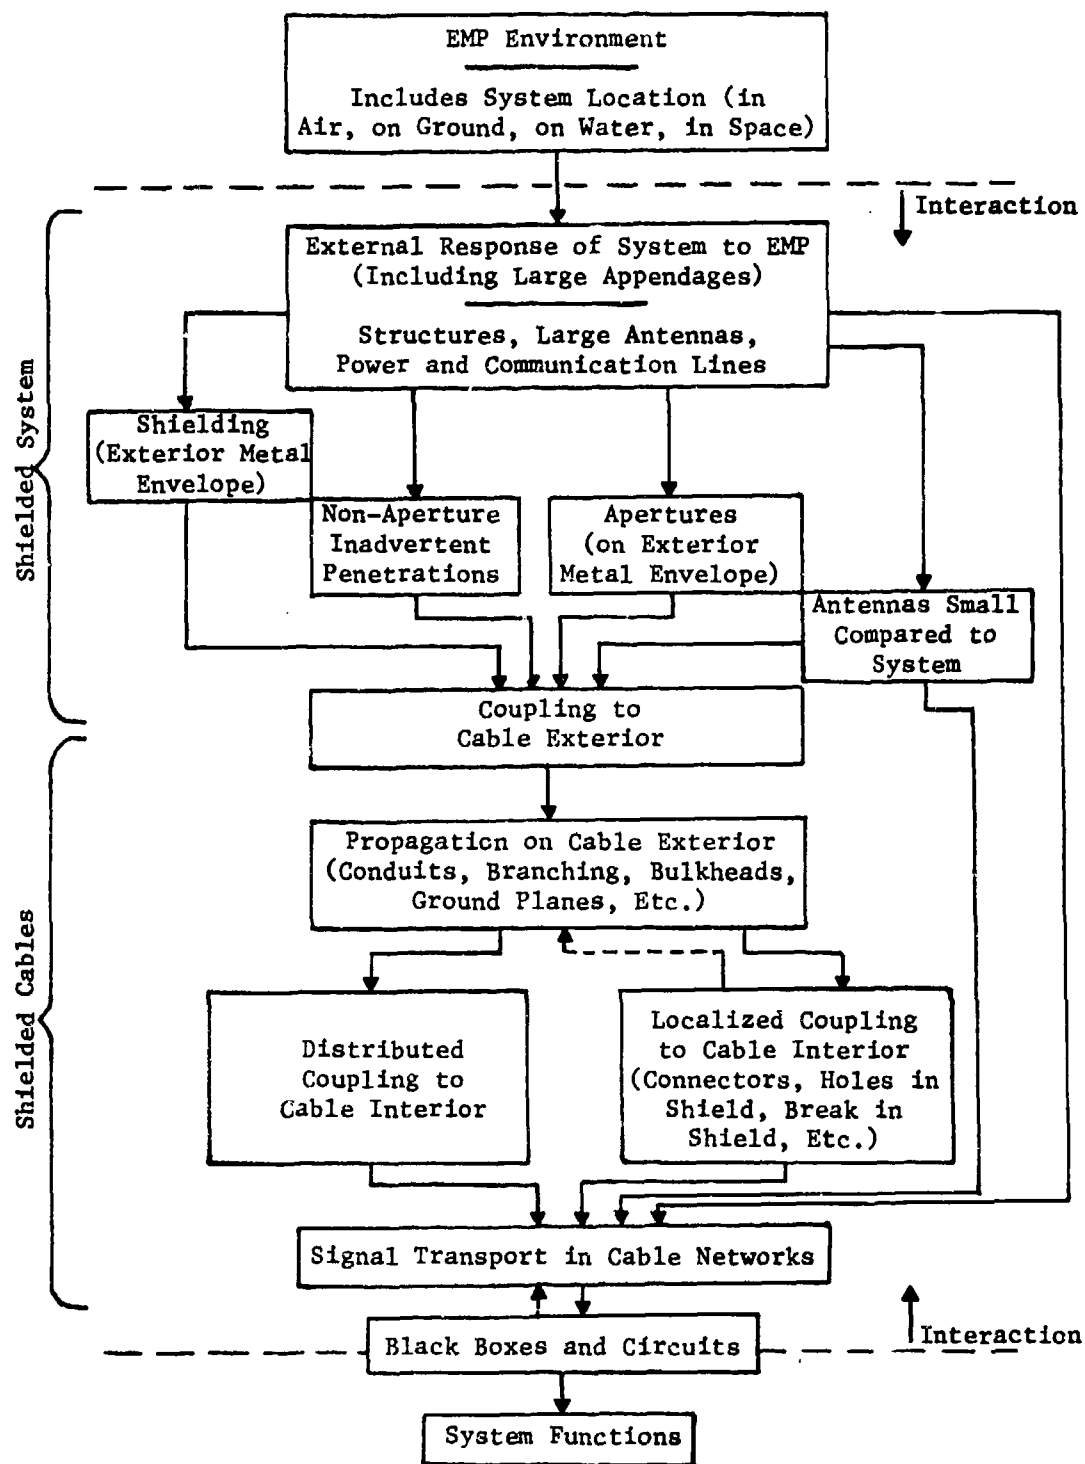 EMP Environment
Includes System Location (in
Air, on Ground, on Water, in Space)
Interaction
External Response of System to EMP
(Including Large Appendages)
Structures, Large Antennas,
Power and Communication Lines
Shielded System
Shielding
(Exterior Metal
Envelope)
Non-Aperture
Inadvertent
Penetrations
Apertures
(on Exterior
Metal Envelope)
Antennas Small
Compared to
System
Coupling to
Cable Exterior
Shielded Cables
Propagation on Cable Exterior
(Conduits, Branching, Bulkheads,
Ground Planes, Etc.)
Distributed
Coupling to
Cable Interior
Localized Coupling
to Cable Interior
(Connectors, Holes in
Shield, Break in
Shield, Etc.)
Signal Transport in Cable Networks
Black Boxes and Circuits
Interaction
System Functions